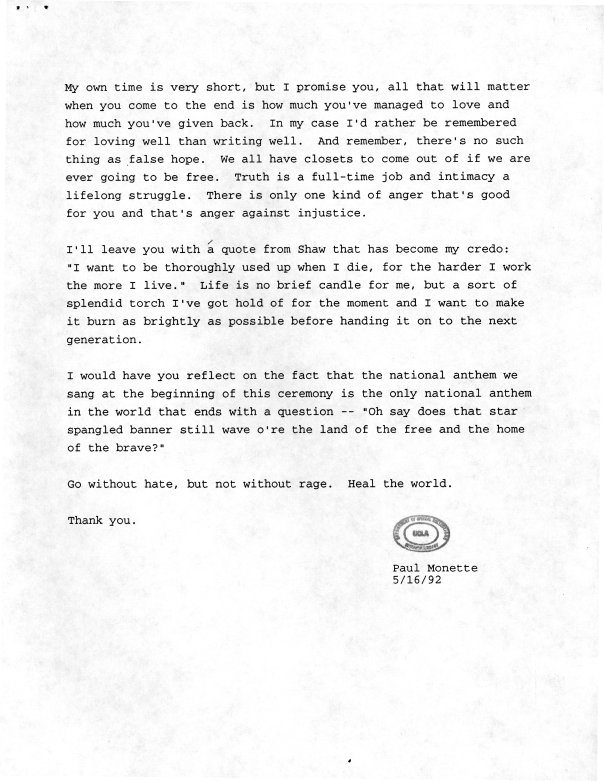 My own time is very short, but I promise you, all that will matter
when you come to the end is how much you've managed to love and
how much you've given back.  In my case I'd rather be remembered
for loving well than writing well.  And remember, there's no such
thing as false hope.  We all have closets to come out of if we are
ever going to be free.  Truth is a full-time job and intimacy a
lifelong struggle.  There is only one kind of anger that's good
for you and that's anger against injustice.

I'll leave you with a quote from Shaw that has become my credo:
"I want to be thoroughly used up when I die, for the harder I work
the more I live."  Life is no brief candle for me, but a sort of
splendid torch I've got hold of for the moment and I want to make
it burn as brightly as possible before handing it on to the next
generation.

I would have you reflect on the fact that the national anthem we
sang at the beginning of this ceremony is the only national anthem
in the world that ends with a question -- "Oh say does that star
spangled banner still wave o're the land of the free and the home
of the brave?"

Go without hate, but not without rage.  Heal the world.

Thank you.

UCLA

Paul Monette
5/16/92